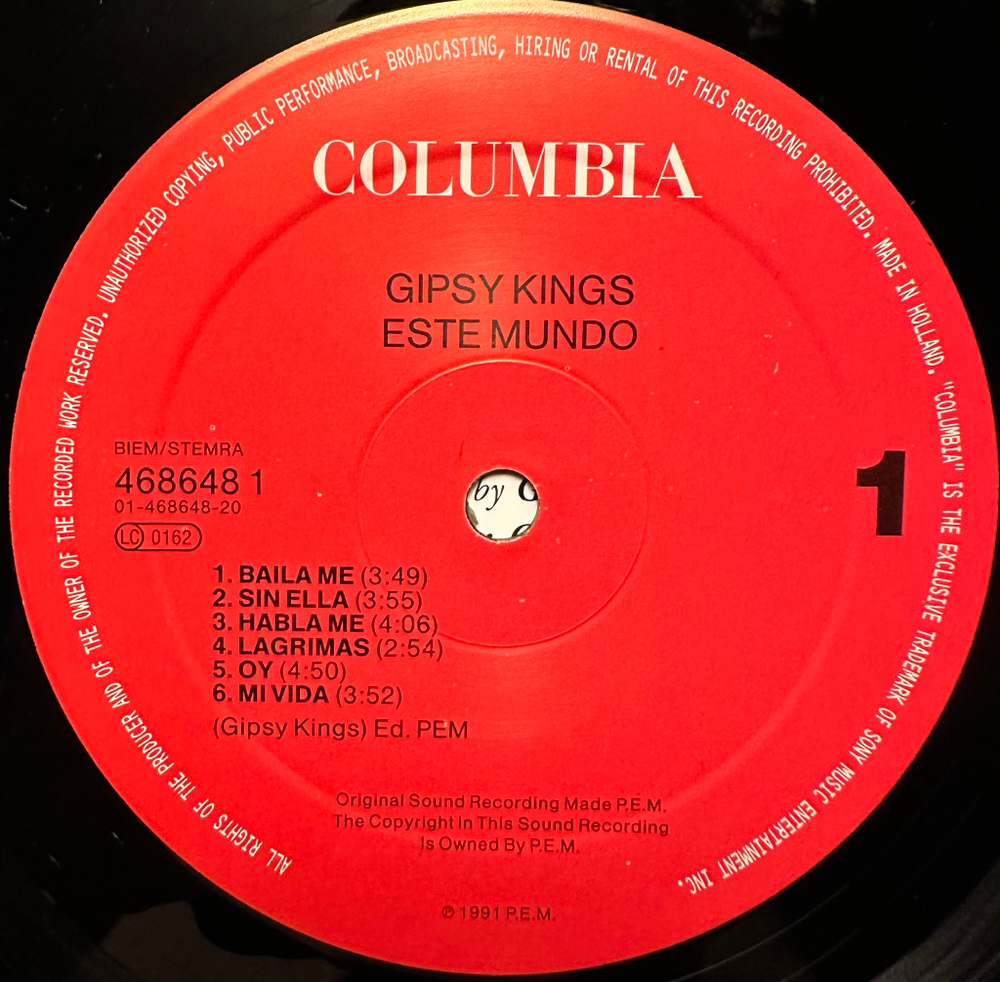 ALL RIGHTS OF THE PRODUCER AND OF THE OWNER OF THE RECORDED WORK RESERVED. UNAUTHORIZED COPYING, PUBLIC PERFORMANCE, BROADCASTING, HIRING OR RENTAL OF THIS RECORDING PROHIBITED. MADE IN HOLLAND. "COLUMBIA" IS THE EXCLUSIVE TRADEMARK OF SONY MUSIC ENTERTAINMENT INC.
COLUMBIA
GIPSY KINGS
ESTE MUNDO
BIEM/STEMRA
468648 1
01-468648-20
LC 0162
1
by
1. BAILA ME (3:49)
2. SIN ELLA (3:55)
3. HABLA ME (4:06)
4. LAGRIMAS (2:54)
5. OY (4:50)
6. MI VIDA (3:52)
(Gipsy Kings) Ed. PEM
Original Sound Recording Made P.E.M.
The Copyright In This Sound Recording
Is Owned By P.E.M.
℗ 1991 P.E.M.